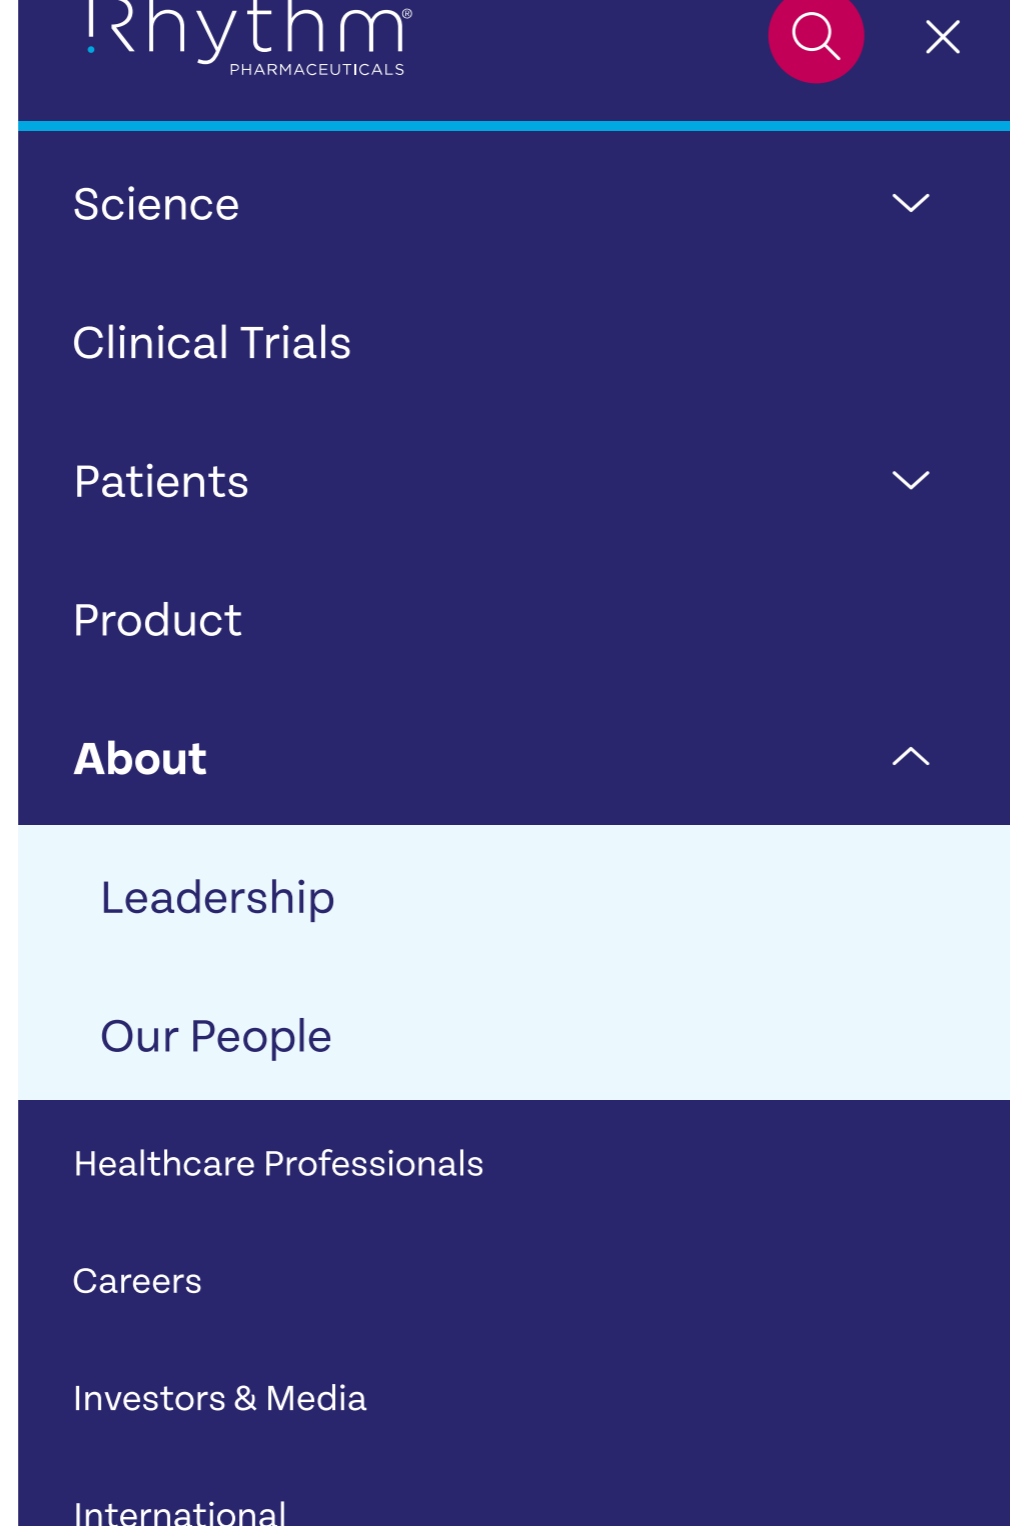 Rhythm®
PHARMACEUTICALS
Science
Clinical Trials
Patients
Product
About
Leadership
Our People
Healthcare Professionals
Careers
Investors & Media
International